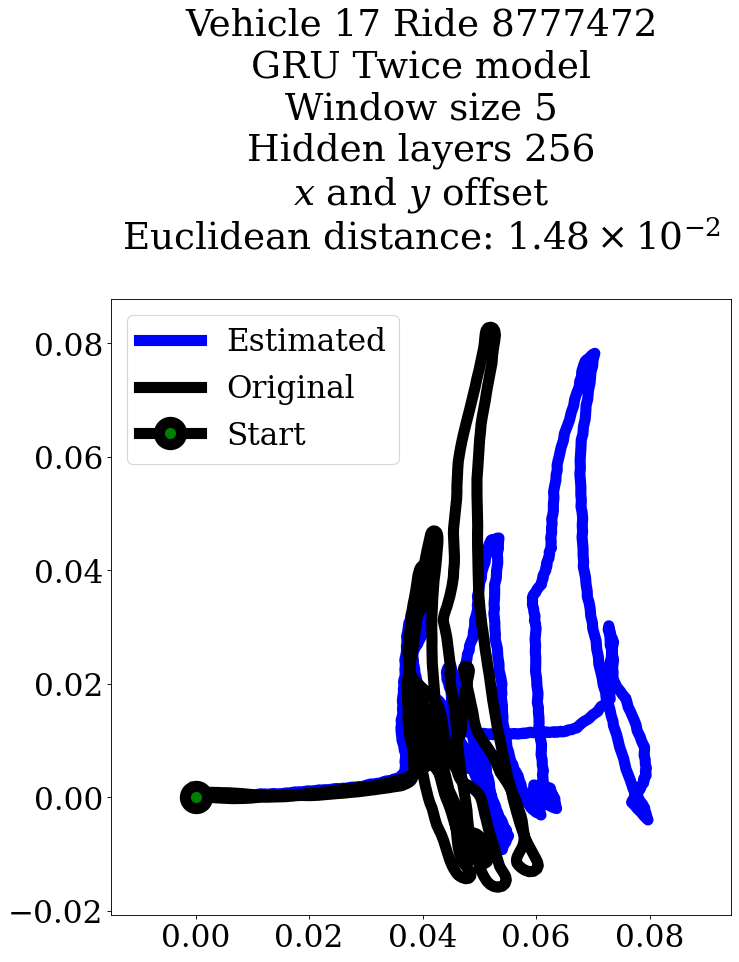 Vehicle 17 Ride 8777472
GRU Twice model
Window size 5
Hidden layers 256
x and y offset
Euclidean distance: 1.48 × 10⁻²
Estimated
Original
Start
0.08
0.06
0.04
0.02
0.00
−0.02
0.00 0.02 0.04 0.06 0.08